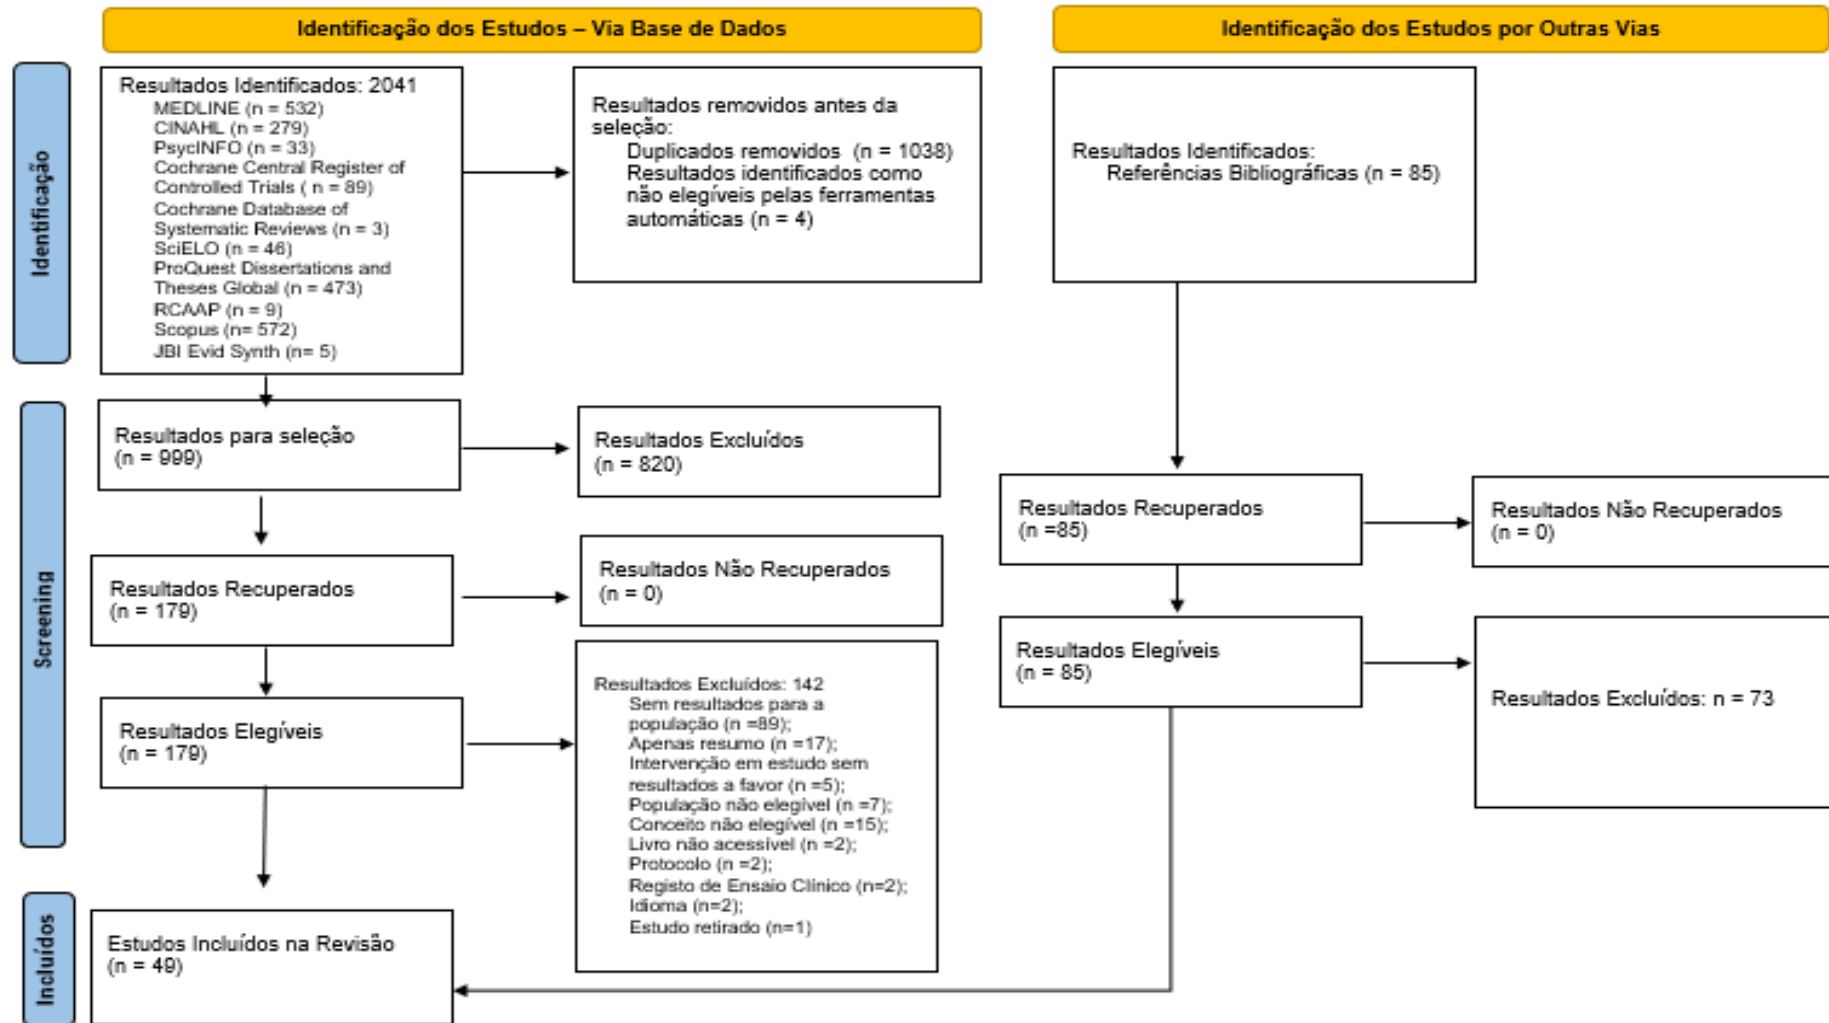 Identificação dos Estudos – Via Base de Dados
Identificação dos Estudos por Outras Vias
Identificação
Resultados Identificados: 2041
MEDLINE (n = 532)
CINAHL (n = 279)
PsycINFO (n = 33)
Cochrane Central Register of
Controlled Trials ( n = 89)
Cochrane Database of
Systematic Reviews (n = 3)
SciELO (n = 46)
ProQuest Dissertations and
Theses Global (n = 473)
RCAAP (n = 9)
Scopus (n= 572)
JBI Evid Synth (n= 5)
Resultados removidos antes da
seleção:
Duplicados removidos  (n = 1038)
Resultados identificados como
não elegíveis pelas ferramentas
automáticas (n = 4)
Resultados Identificados:
Referências Bibliográficas (n = 85)
Screening
Resultados para seleção
(n = 999)
Resultados Excluídos
(n = 820)
Resultados Recuperados
(n = 179)
Resultados Não Recuperados
(n = 0)
Resultados Elegíveis
(n = 179)
Resultados Excluídos: 142
Sem resultados para a
população (n =89);
Apenas resumo (n =17);
Intervenção em estudo sem
resultados a favor (n =5);
População não elegível (n =7);
Conceito não elegível (n =15);
Livro não acessível (n =2);
Protocolo (n =2);
Registo de Ensaio Clínico (n=2);
Idioma (n=2);
Estudo retirado (n=1)
Resultados Recuperados
(n =85)
Resultados Não Recuperados
(n = 0)
Resultados Elegíveis
(n = 85)
Resultados Excluídos: n = 73
Incluídos
Estudos Incluídos na Revisão
(n = 49)